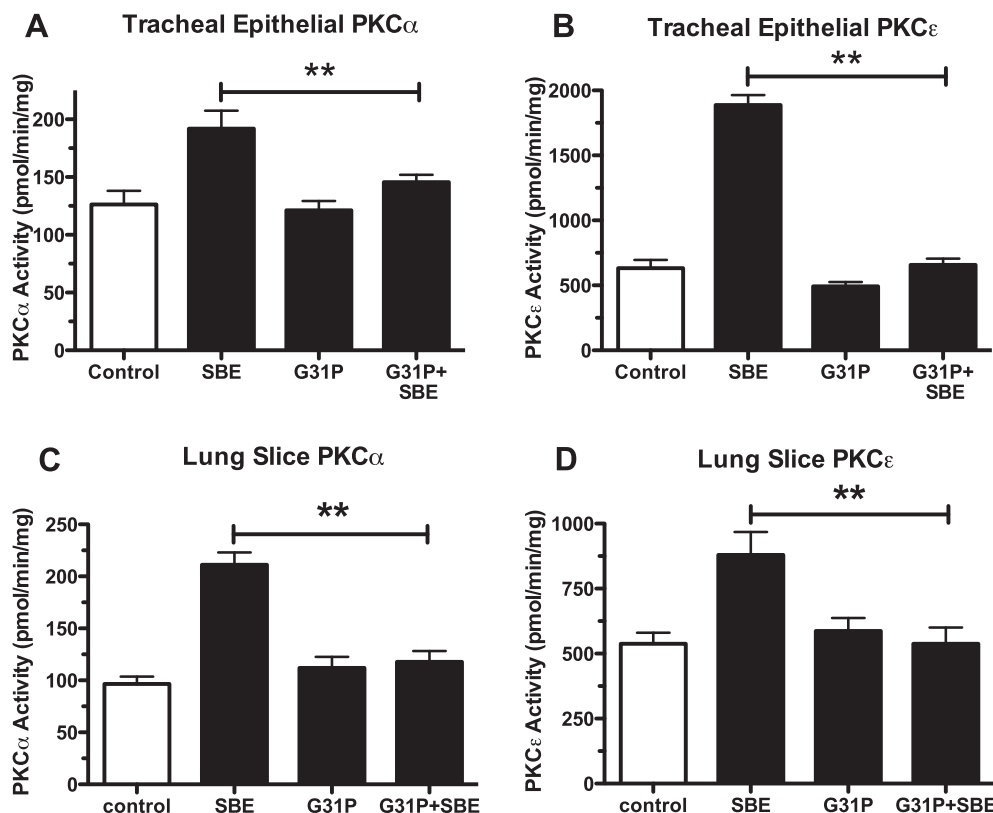 A
Tracheal Epithelial PKCα
**
PKCα Activity (pmol/min/mg)
200
150
100
50
0
Control
SBE
G31P
G31P+
SBE
B
Tracheal Epithelial PKCε
**
PKCε Activity (pmol/min/mg)
2000
1500
1000
500
0
Control
SBE
G31P
G31P+
SBE
C
Lung Slice PKCα
**
PKCα Activity (pmol/min/mg)
250
200
150
100
50
0
control
SBE
G31P
G31P+SBE
D
Lung Slice PKCε
**
PKCε Activity (pmol/min/mg)
1000
750
500
250
0
control
SBE
G31P
G31P+SBE